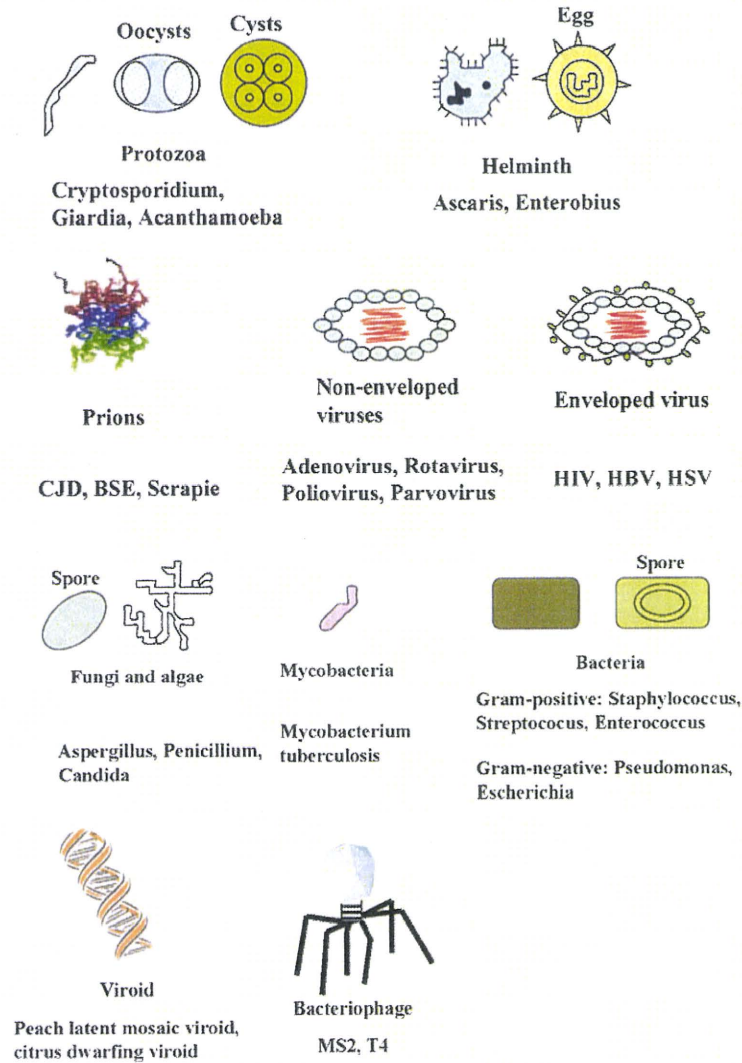 Oocysts
Cysts
Protozoa
Cryptosporidium,
Giardia, Acanthamoeba
Egg
Helminth
Ascaris, Enterobius
Prions
CJD, BSE, Scrapie
Non-enveloped
viruses
Adenovirus, Rotavirus,
Poliovirus, Parvovirus
Enveloped virus
HIV, HBV, HSV
Spore
Fungi and algae
Aspergillus, Penicillium,
Candida
Mycobacteria
Mycobacterium
tuberculosis
Spore
Bacteria
Gram-positive: Staphylococcus,
Streptococus, Enterococcus
Gram-negative: Pseudomonas,
Escherichia
Viroid
Peach latent mosaic viroid,
citrus dwarfing viroid
Bacteriophage
MS2, T4